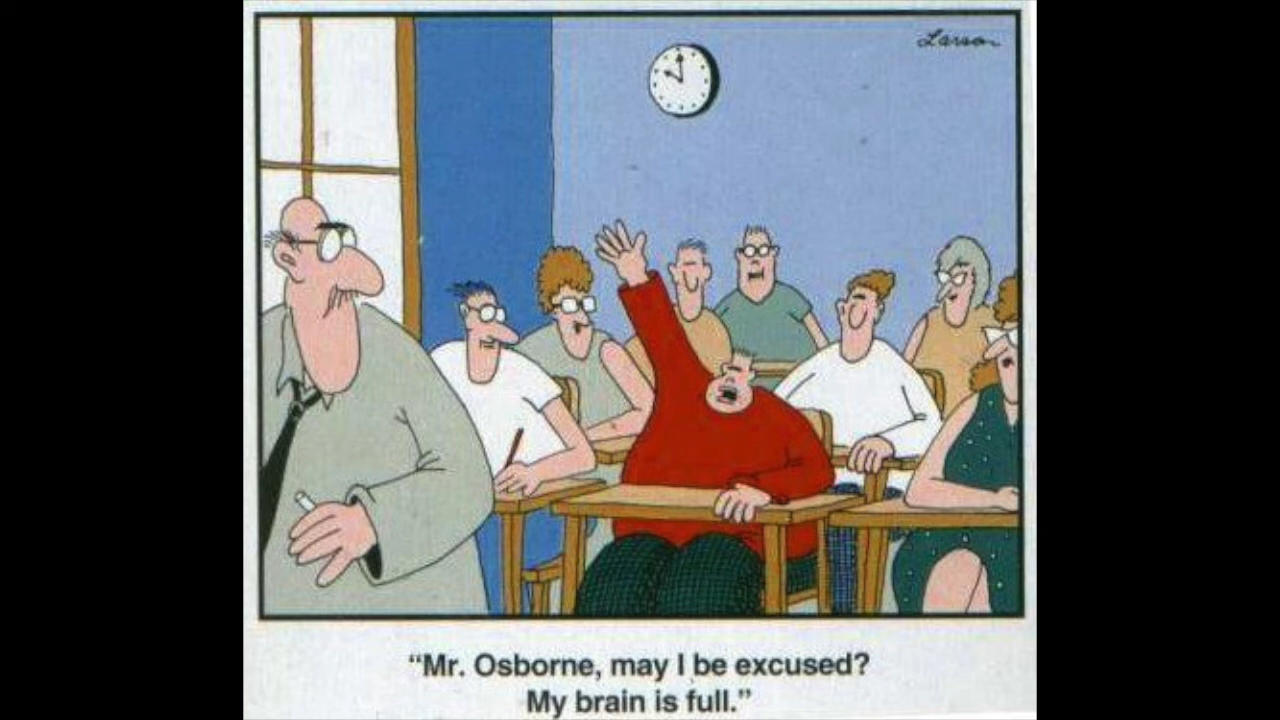 Larson
“Mr. Osborne, may I be excused?
My brain is full.”